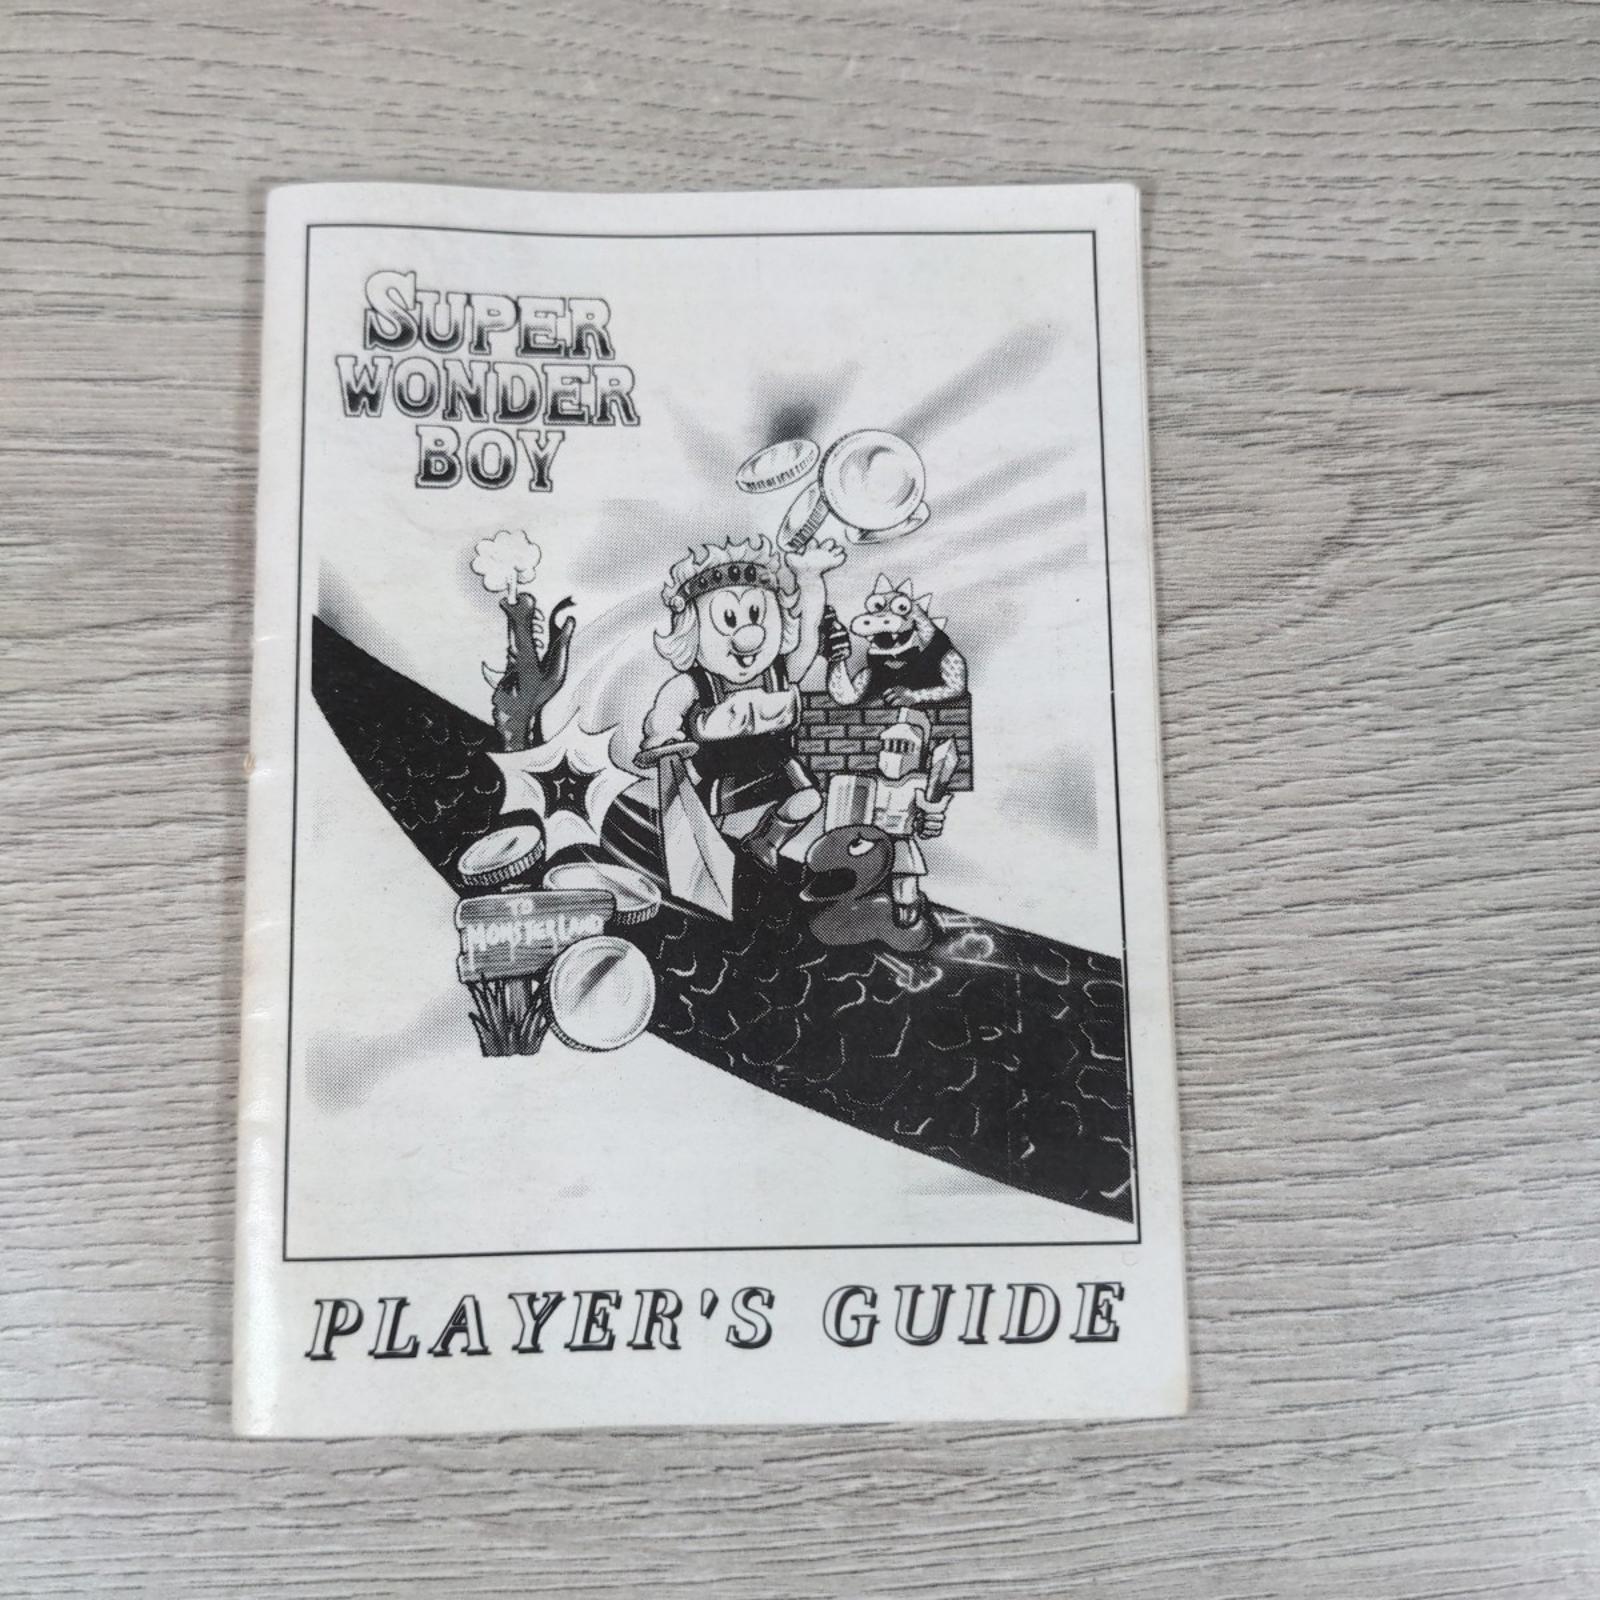 SUPER
WONDER
BOY
TO
MONSTERLAND
PLAYER'S GUIDE